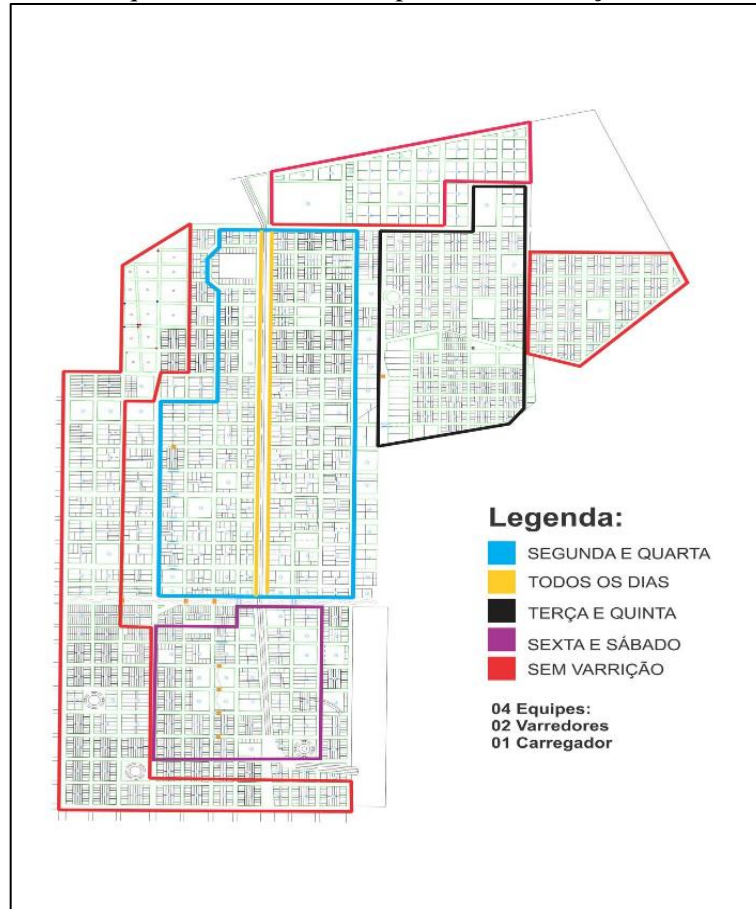 Legenda:
SEGUNDA E QUARTA
TODOS OS DIAS
TERÇA E QUINTA
SEXTA E SÁBADO
SEM VARRIÇÃO
04 Equipes:
02 Varredores
01 Carregador